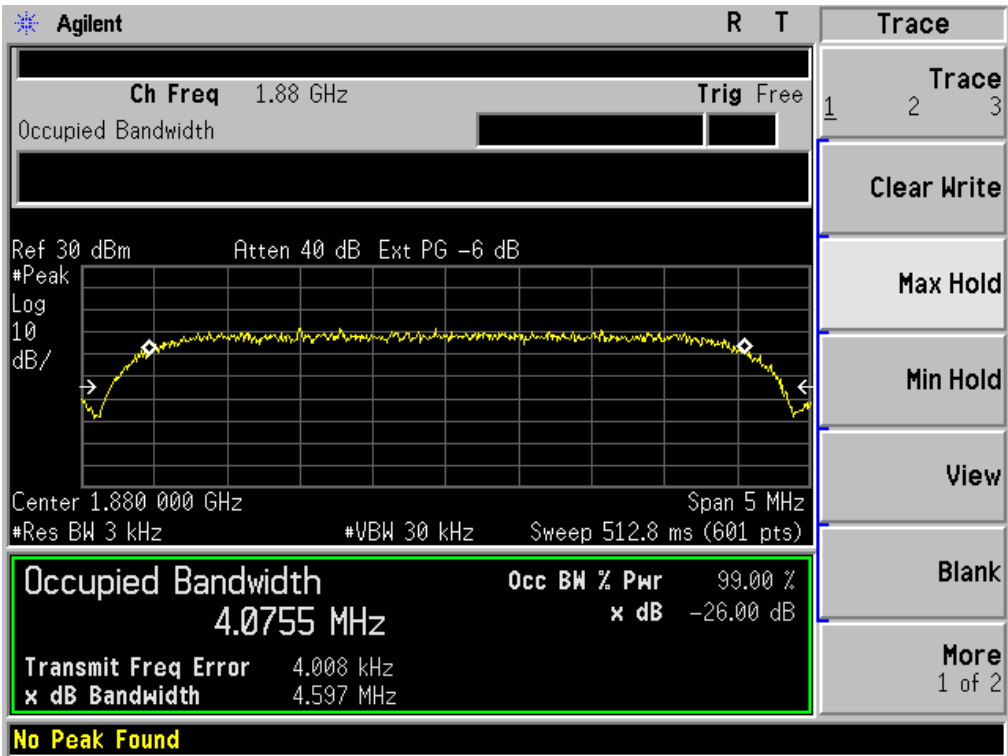 Agilent R T Trace
Ch Freq 1.88 GHz Trig Free
Occupied Bandwidth
Trace
1 2 3
Clear Write
Ref 30 dBm Atten 40 dB Ext PG -6 dB
#Peak
Log
10
dB/
Max Hold
Min Hold
View
Center 1.880 000 GHz Span 5 MHz
#Res BW 3 kHz #VBW 30 kHz Sweep 512.8 ms (601 pts)
Occupied Bandwidth Occ BW % Pwr 99.00 %
4.0755 MHz x dB -26.00 dB
Blank
Transmit Freq Error 4.008 kHz
x dB Bandwidth 4.597 MHz
More
1 of 2
No Peak Found